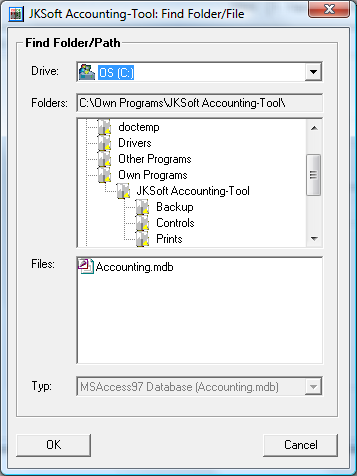 JKSoft Accounting-Tool: Find Folder/File
Find Folder/Path
Drive: OS (C:)
Folders: C:\Own Programs\JKSoft Accounting-Tool\
doctemp
Drivers
Other Programs
Own Programs
JKSoft Accounting-Tool
Backup
Controls
Prints
Files: Accounting.mdb
Typ: MSAccess97 Database (Accounting.mdb)
OK Cancel